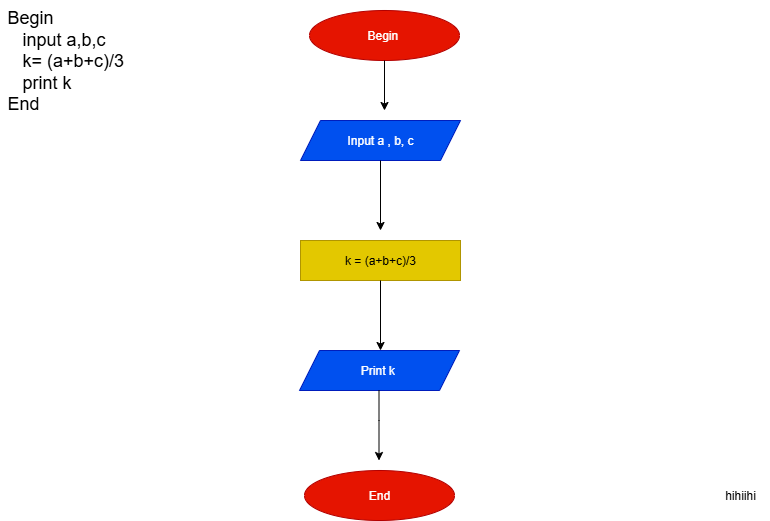 Begin
input a,b,c
k= (a+b+c)/3
print k
End
Begin
Input a , b, c
k = (a+b+c)/3
Print k
End
hihiihi